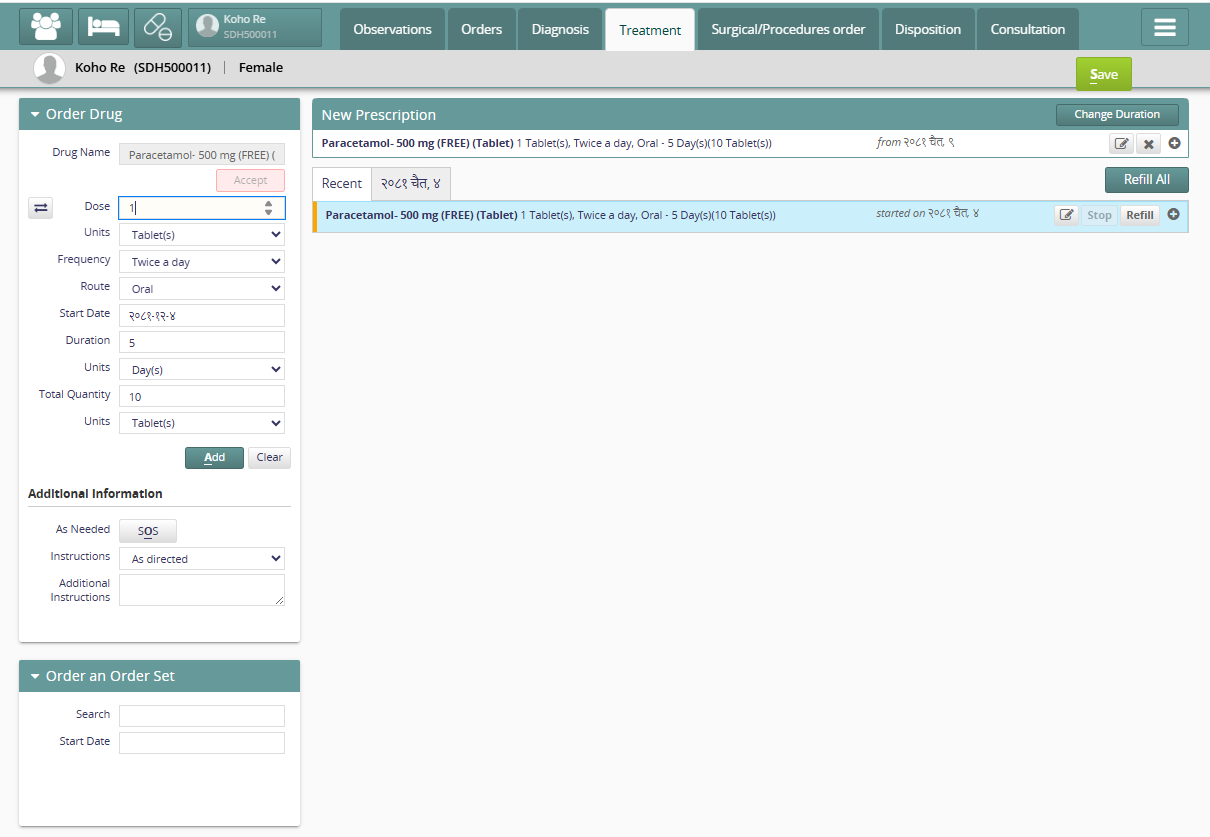 Koho Re
SDH500011
Observations
Orders
Diagnosis
Treatment
Surgical/Procedures order
Disposition
Consultation
Koho Re (SDH500011) | Female
Save
Order Drug
Drug Name
Paracetamol- 500 mg (FREE) (
Accept
Dose
1
Units
Tablet(s)
Frequency
Twice a day
Route
Oral
Start Date
२०८१-१२-४
Duration
5
Units
Day(s)
Total Quantity
10
Units
Tablet(s)
Add
Clear
Additional Information
As Needed
SOS
Instructions
As directed
Additional
Instructions
Order an Order Set
Search
Start Date
New Prescription
Change Duration
Paracetamol- 500 mg (FREE) (Tablet) 1 Tablet(s), Twice a day, Oral - 5 Day(s)(10 Tablet(s))
from २०८१ चैत, ९
Recent
२०८१ चैत, ४
Refill All
Paracetamol- 500 mg (FREE) (Tablet) 1 Tablet(s), Twice a day, Oral - 5 Day(s)(10 Tablet(s))
started on २०८१ चैत, ४
Stop
Refill